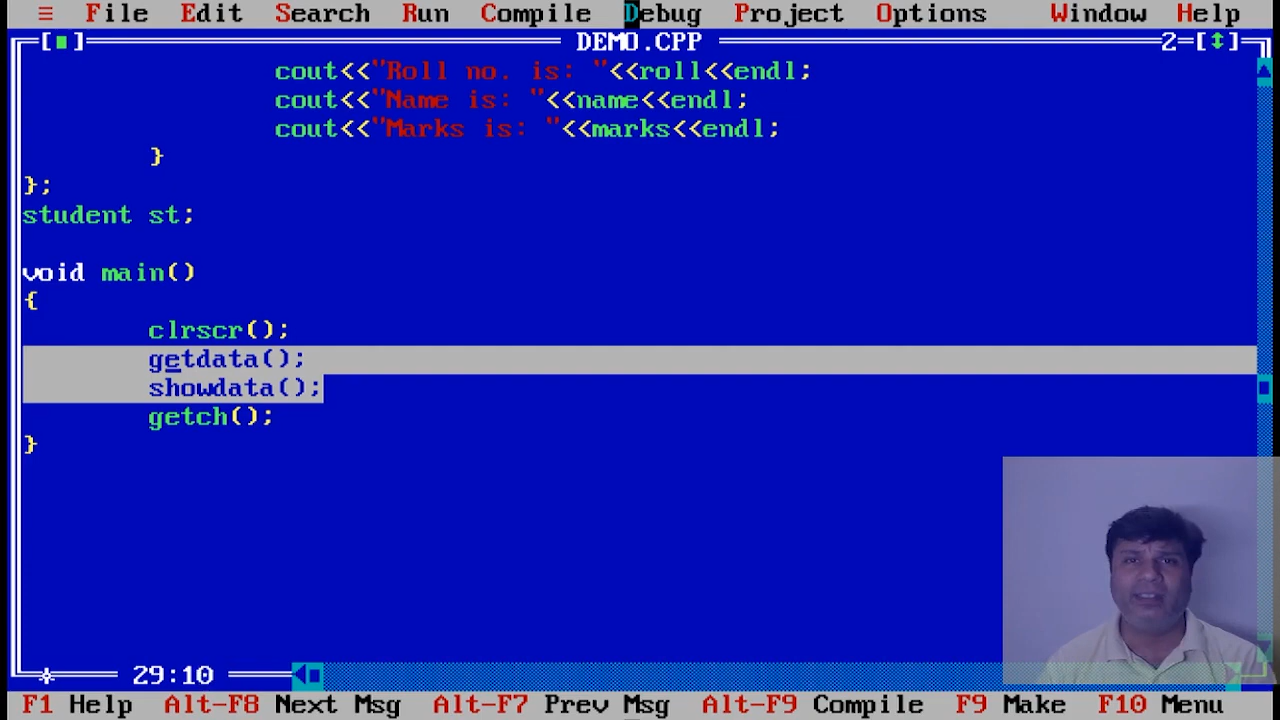 ≡ File Edit Search Run Compile Debug Project Options Window Help
[■] DEMO.CPP 2=[↕]
cout<<"Roll no. is: "<<roll<<endl;
cout<<"Name is: "<<name<<endl;
cout<<"Marks is: "<<marks<<endl;
}
};
student st;
void main()
{
clrscr();
getdata();
showdata();
getch();
}
29:10
F1 Help Alt-F8 Next Msg Alt-F7 Prev Msg Alt-F9 Compile F9 Make F10 Menu